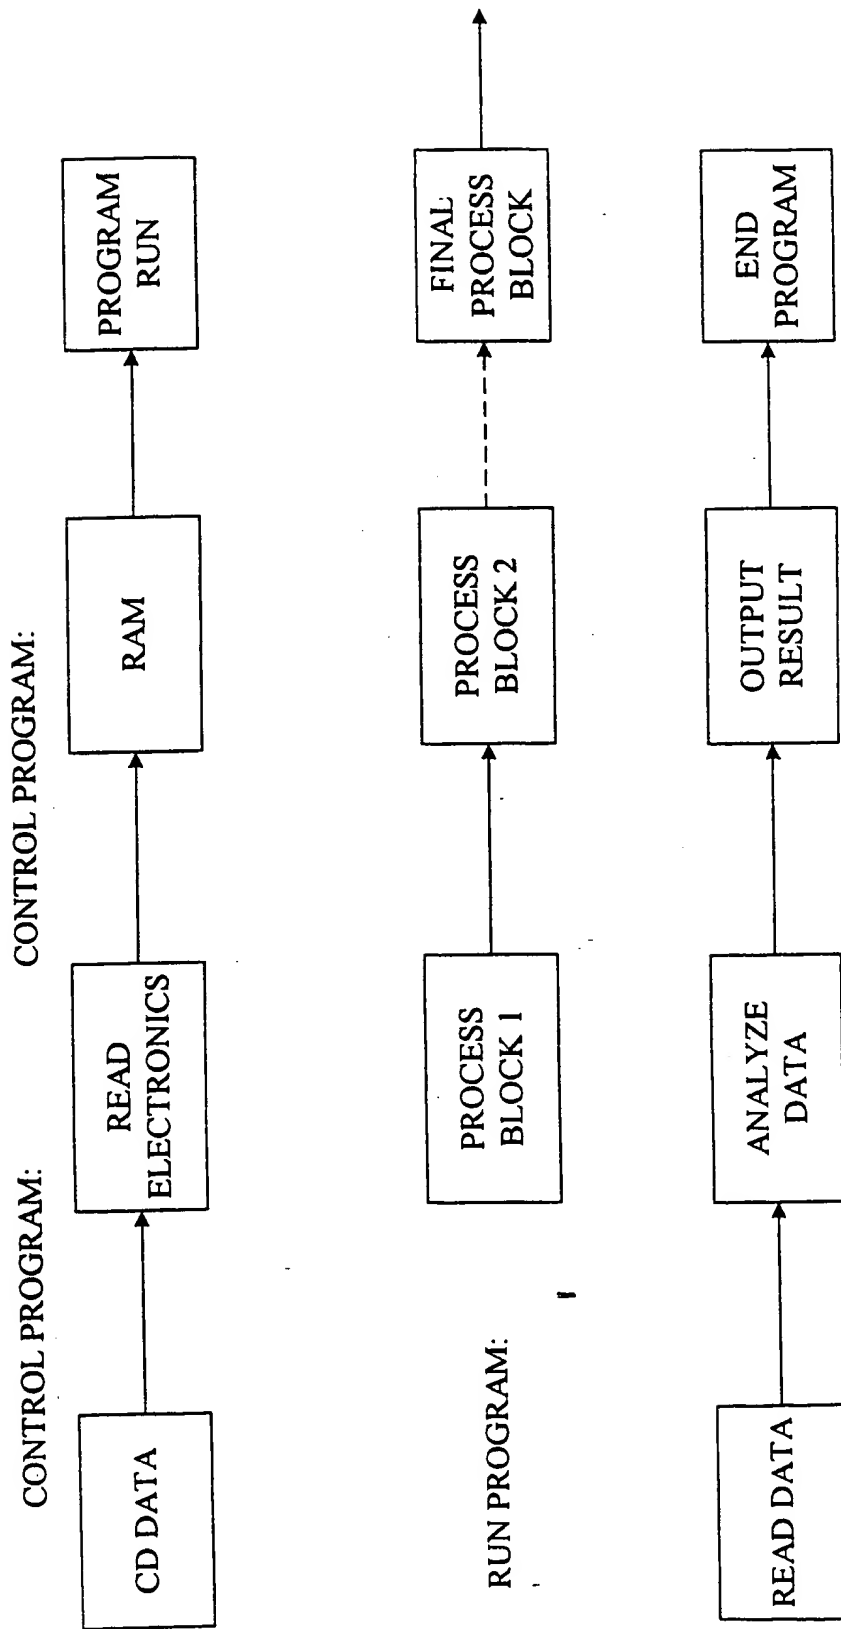 CONTROL PROGRAM:
CONTROL PROGRAM:
CD DATA
READ
ELECTRONICS
RAM
PROGRAM
RUN
RUN PROGRAM:
PROCESS
BLOCK 1
PROCESS
BLOCK 2
FINAL
PROCESS
BLOCK
READ DATA
ANALYZE
DATA
OUTPUT
RESULT
END
PROGRAM